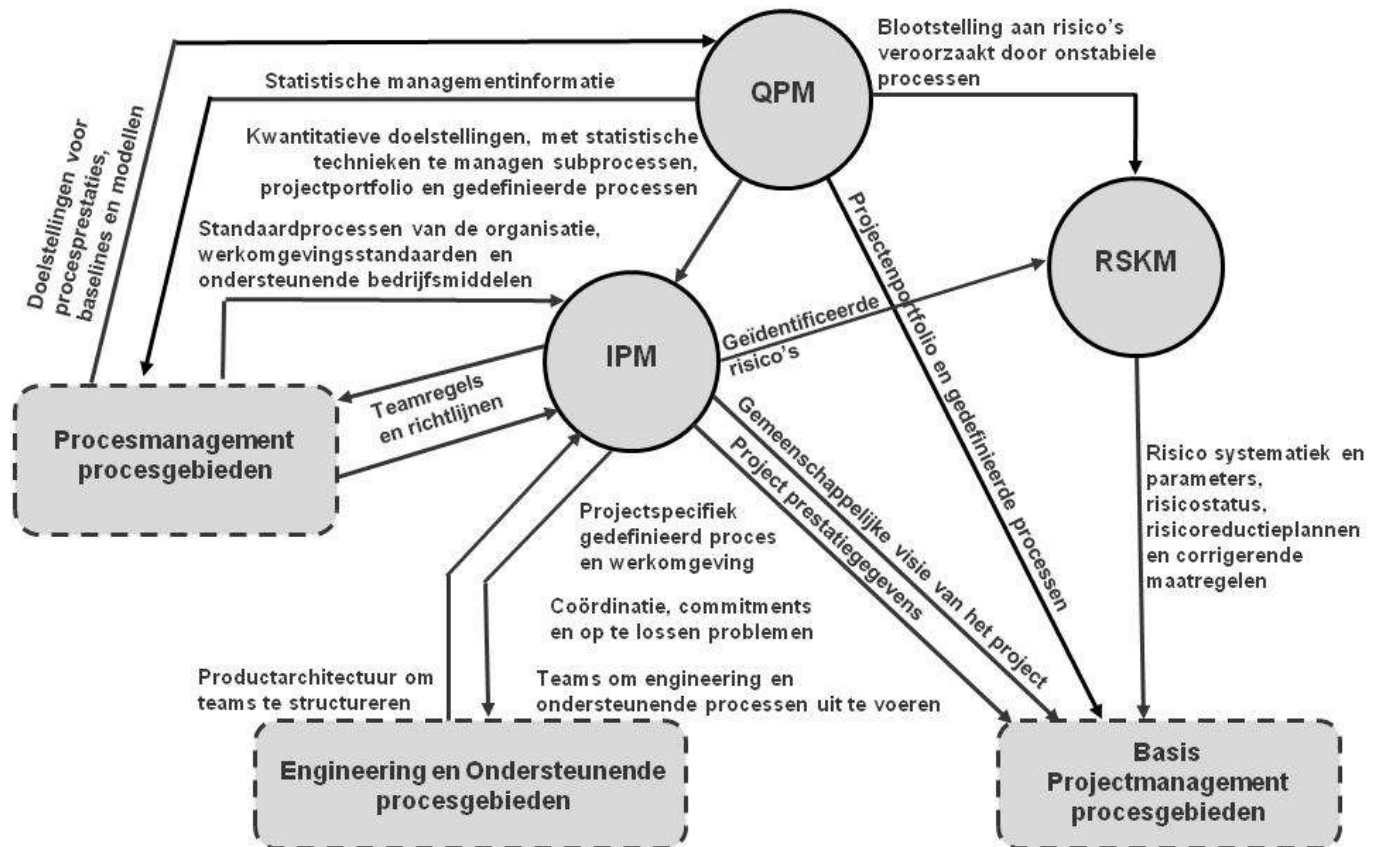 Blootstelling aan risico's
veroorzaakt door onstabiele
processen
QPM
Statistische managementinformatie
Kwantitatieve doelstellingen, met statistische
technieken te managen subprocessen,
projectportfolio en gedefinieerde processen
Doelstellingen voor
procesprestaties,
baselines en modellen
Standaardprocessen van de organisatie,
werkomgevingsstandaarden en
ondersteunende bedrijfsmiddelen
RSKM
IPM
Geïdentificeerde
risico's
Projectenportfolio en gedefinieerde processen
Teamregels
en richtlijnen
Procesmanagement
procesgebieden
Gemeenschappelijke visie van het project
Project prestatiegegevens
Risico systematiek en
parameters,
risicostatus,
risicoreductieplannen
en corrigerende
maatregelen
Projectspecifiek
gedefinieerd proces
en werkomgeving
Coördinatie, commitments
en op te lossen problemen
Productarchitectuur om
teams te structureren
Teams om engineering en
ondersteunende processen uit te voeren
Engineering en Ondersteunende
procesgebieden
Basis
Projectmanagement
procesgebieden